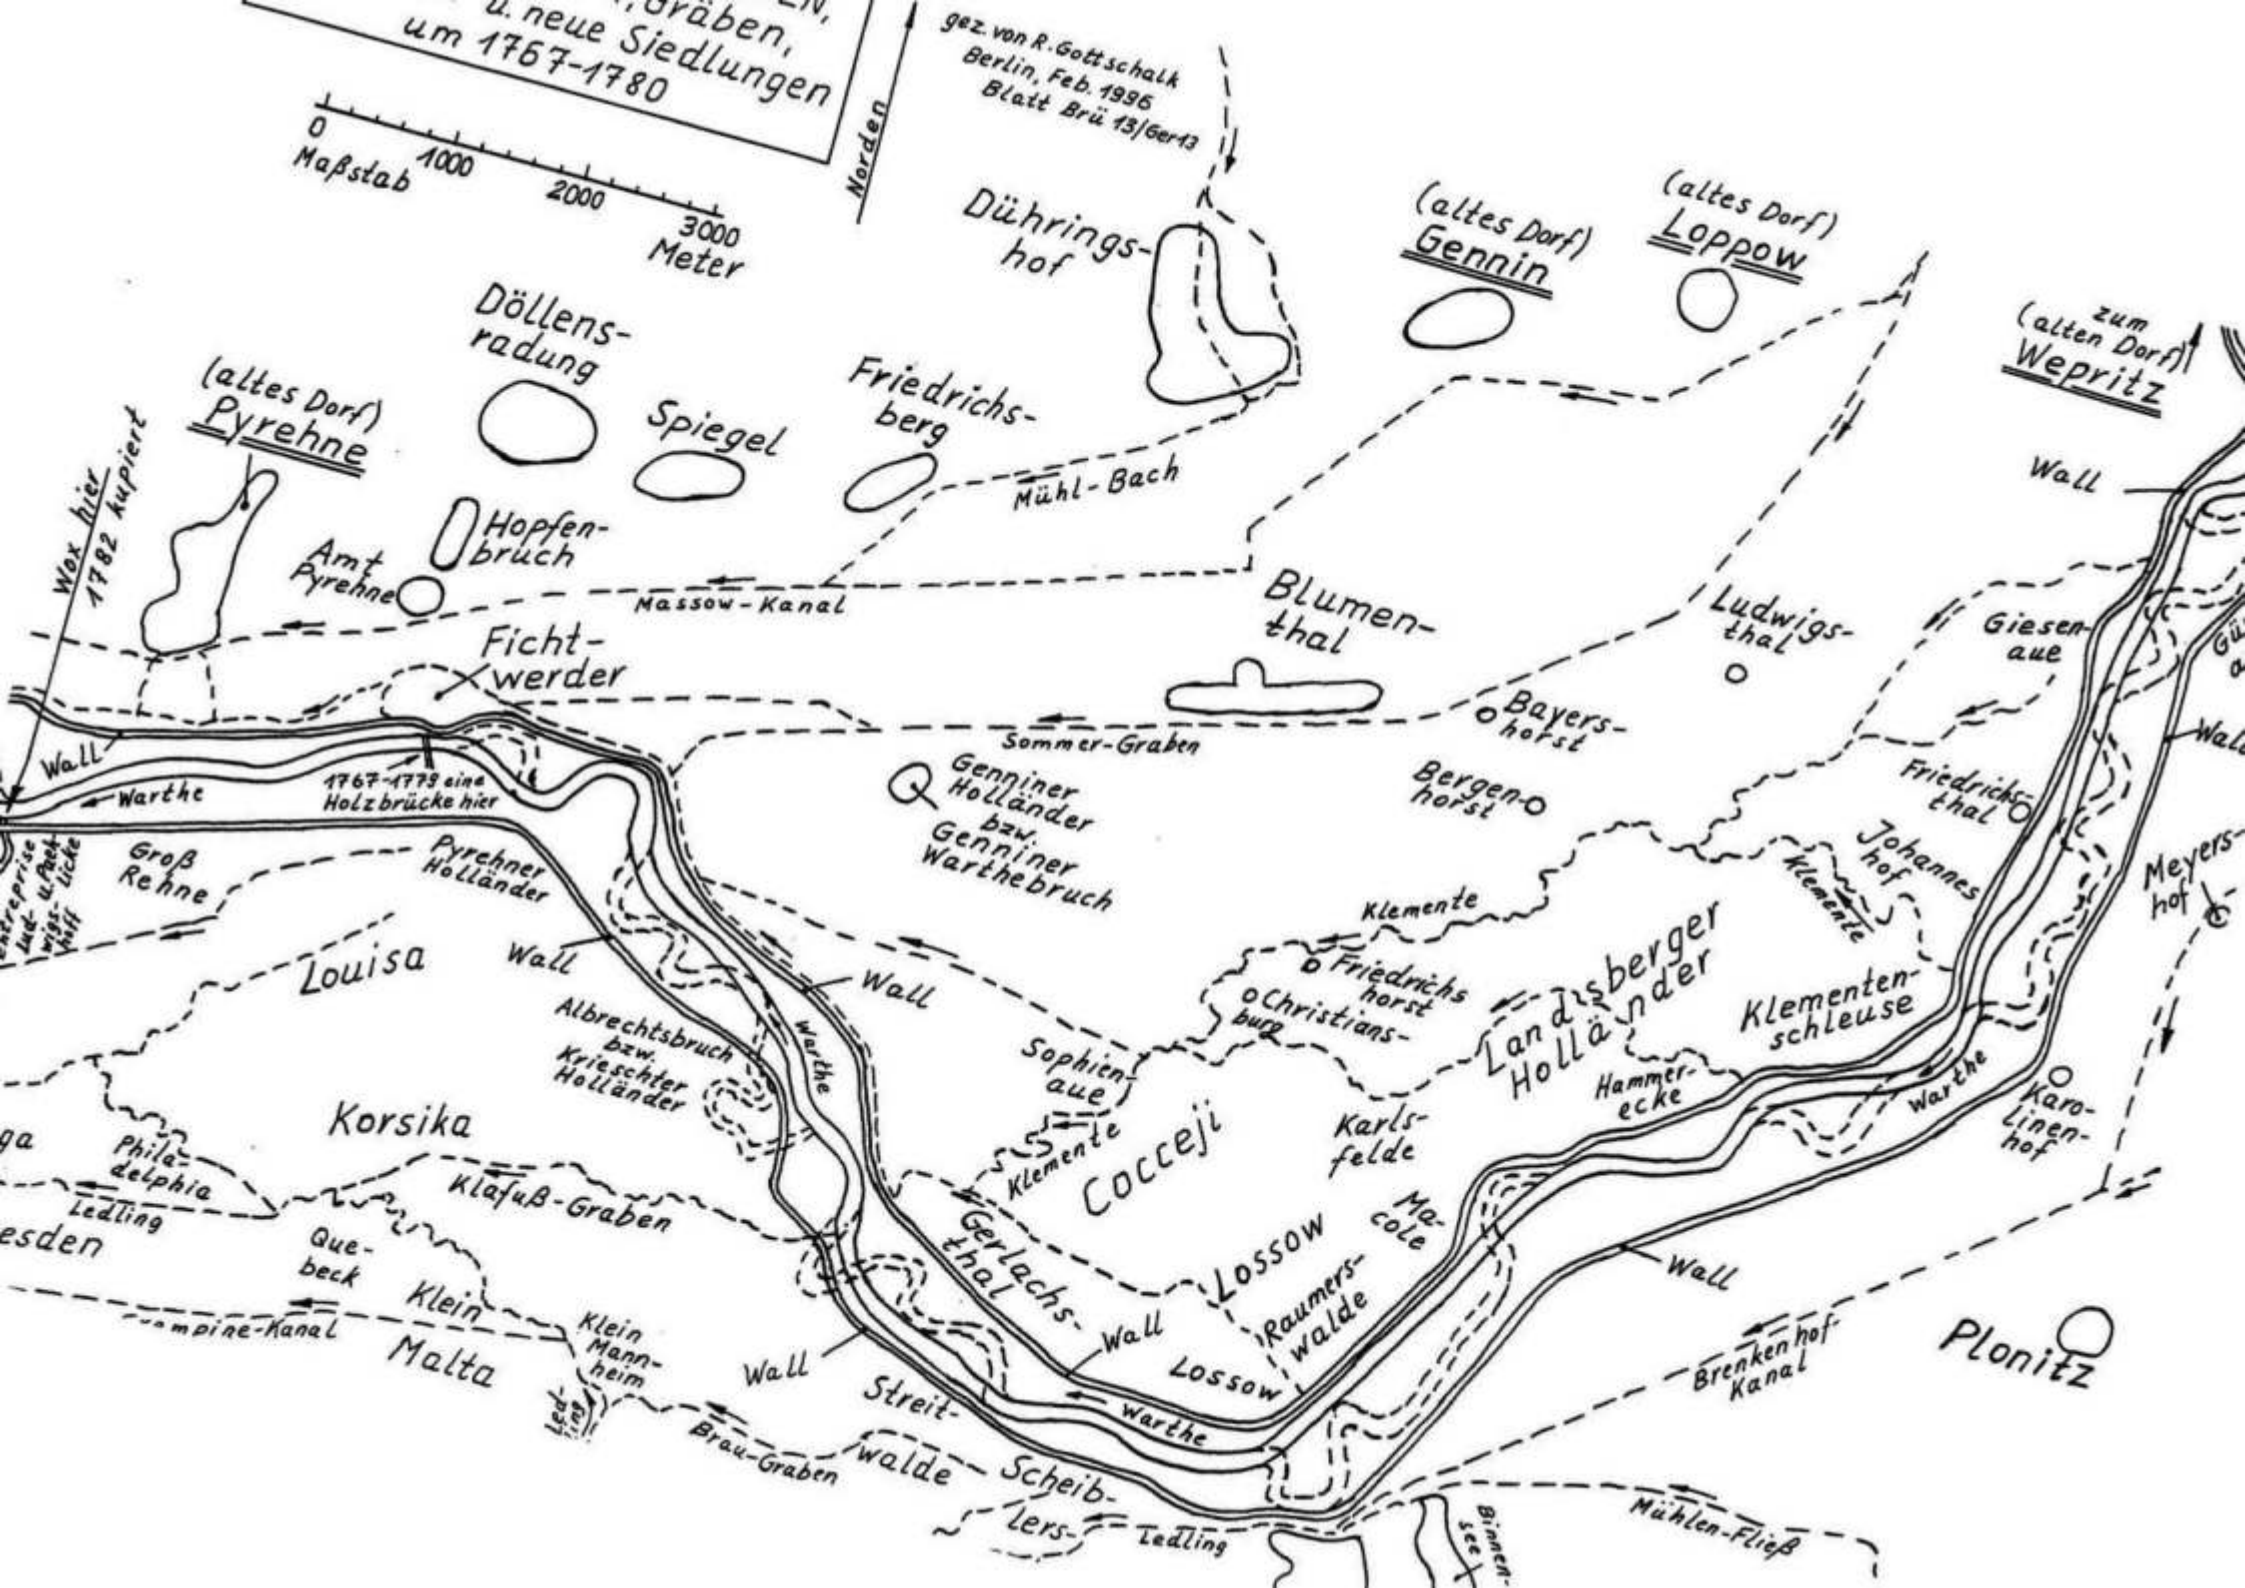 Gräben,
u. neue Siedlungen
um 1767-1780
0
1000
2000
3000
Maßstab
Meter
Norden
gez. von R. Gottschalk
Berlin, Feb. 1996
Blatt Brü 13/Ger13
Dührings-
hof
(altes Dorf)
Gennin
(altes Dorf)
Loppow
zum
(alten Dorf)
Wepritz
Döllens-
radung
(altes Dorf)
Pyrehne
Spiegel
Friedrichs-
berg
Mühl-Bach
Wall
Wox hier
1782 kupiert
Hopfen-
bruch
Amt
Pyrehne
Massow-Kanal
Blumen-
thal
Ludwigs-
thal
Giesen-
aue
Ficht-
werder
Bayers-
horst
Sommer-Graben
Wall
Wall
Warthe
1767-1779 eine
Holzbrücke hier
Genniner
Holländer
bzw.
Genniner
Warthebruch
Bergen-
horst
Friedrichs-
thal
Johannes
hof
Klemente
Meyers-
hof
Groß
Rehne
Pyrehner
Holländer
Entreprise
Lud-
wigs-
hoff
Klemente
Louisa
Wall
Wall
Friedrichs
horst
Christians-
burg
Landsberger
Holländer
Klementen-
schleuse
Albrechtsbruch
bzw.
Krieschter
Holländer
Warthe
Sophien-
aue
Hammer-
ecke
Warthe
Karo-
linen-
hof
Korsika
Klemente
Cocceji
Karls-
felde
Phila-
delphia
Ledling
Klafuß-Graben
Ma-
cole
Gerlachs-
thal
Lossow
Raumers-
walde
Wall
Que-
beck
Klein
Malta
Klein
Mann-
heim
Wall
Wall
Lossow
Brenkenhof-
Kanal
Plonitz
Led-
ling
Streit-
walde
Warthe
Brau-Graben
Scheib-
lers-
Ledling
Binnen-
see
Mühlen-Fließ